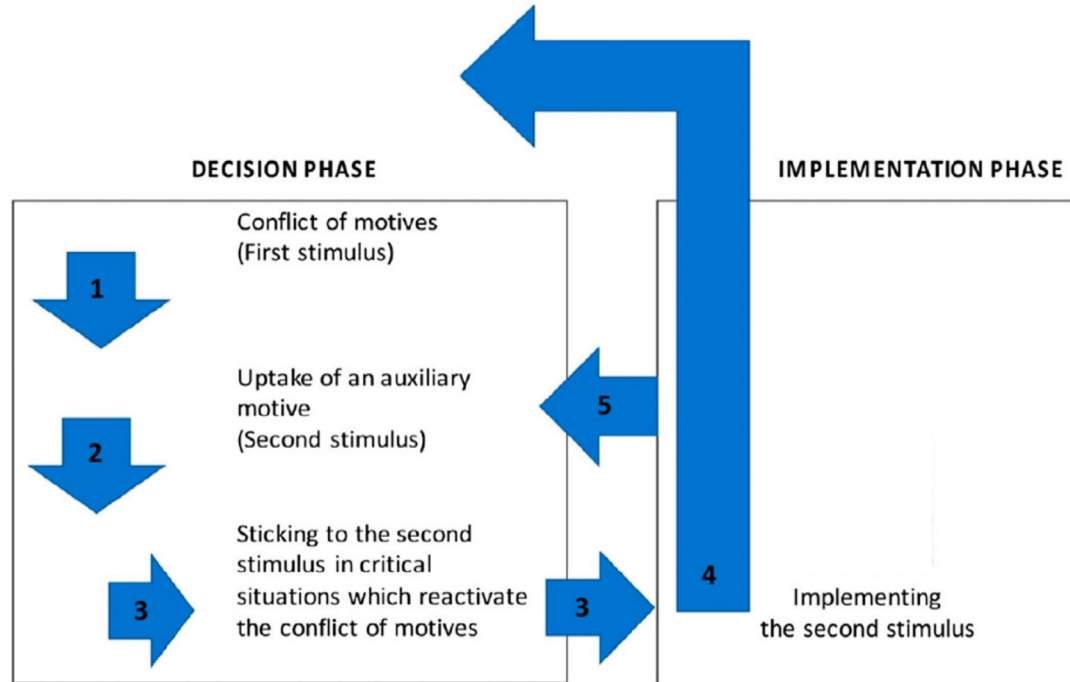 DECISION PHASE
IMPLEMENTATION PHASE
Conflict of motives
(First stimulus)
1
Uptake of an auxiliary
motive
(Second stimulus)
2
5
Sticking to the second
stimulus in critical
situations which reactivate
the conflict of motives
3
3
4
Implementing
the second stimulus